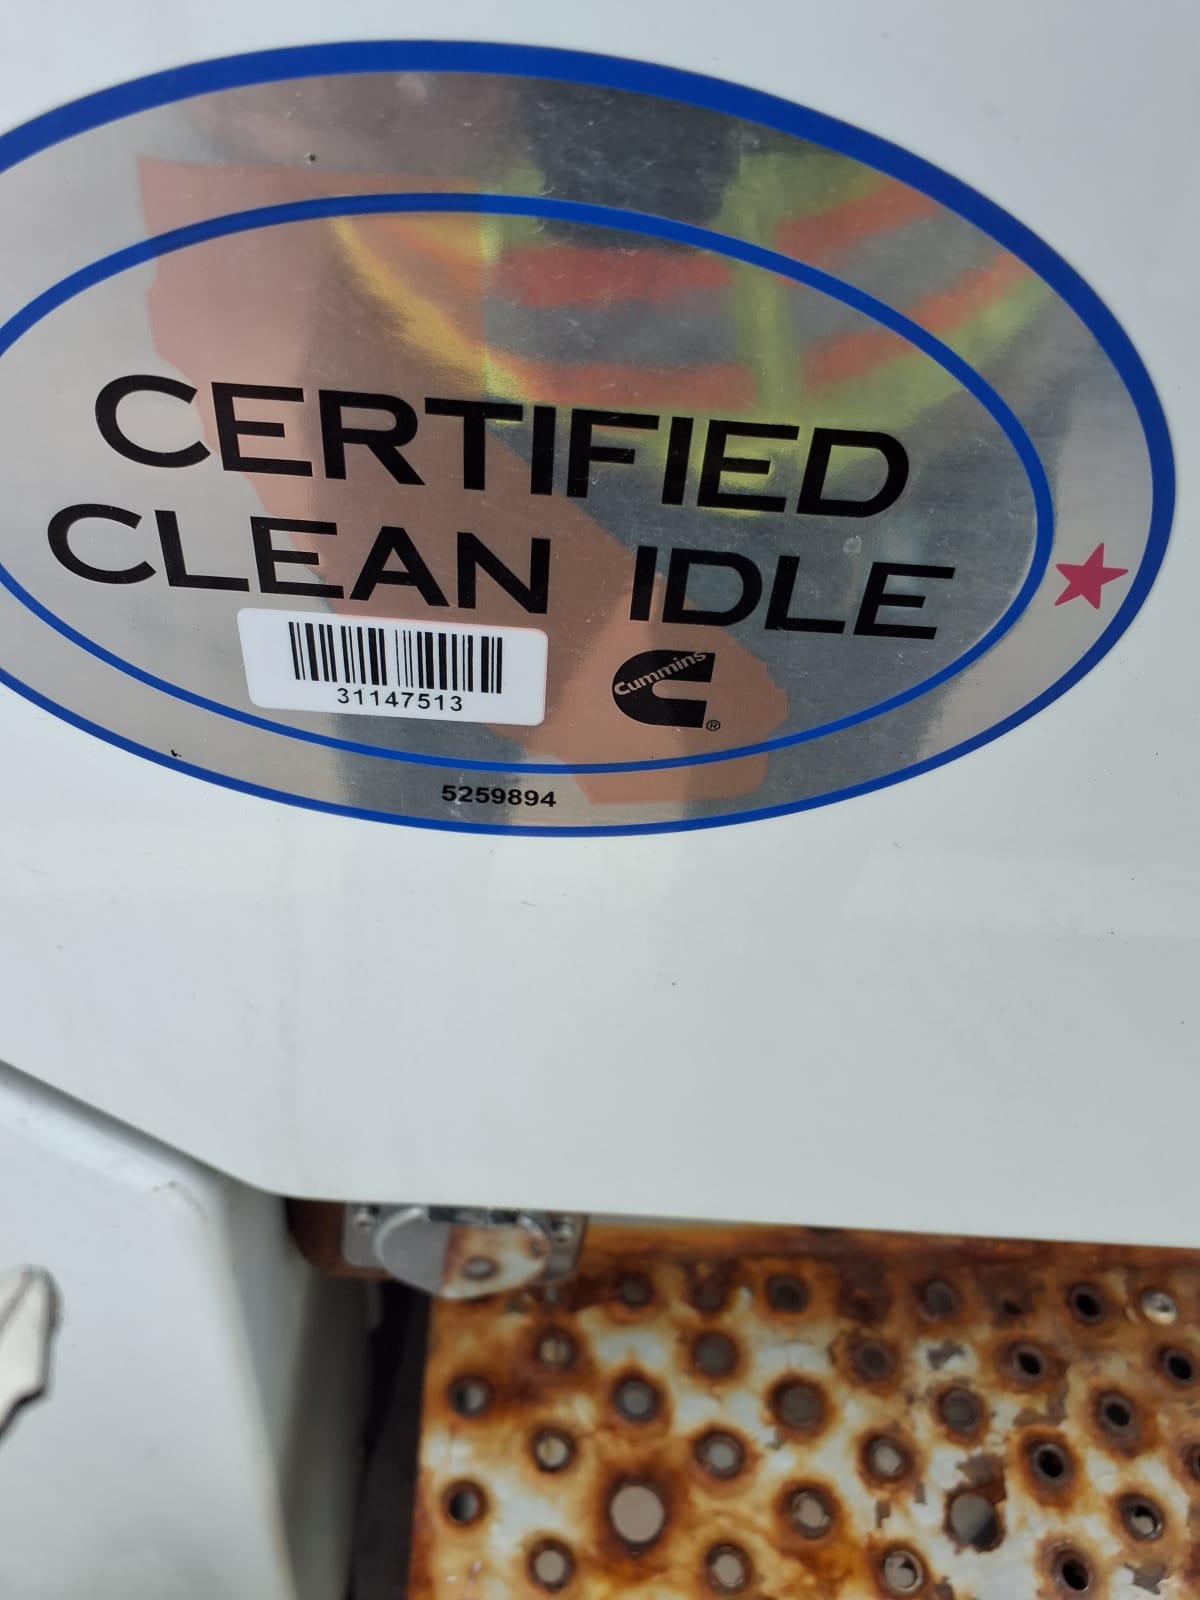 CERTIFIED
CLEAN IDLE
31147513
Cummins
®
5259894